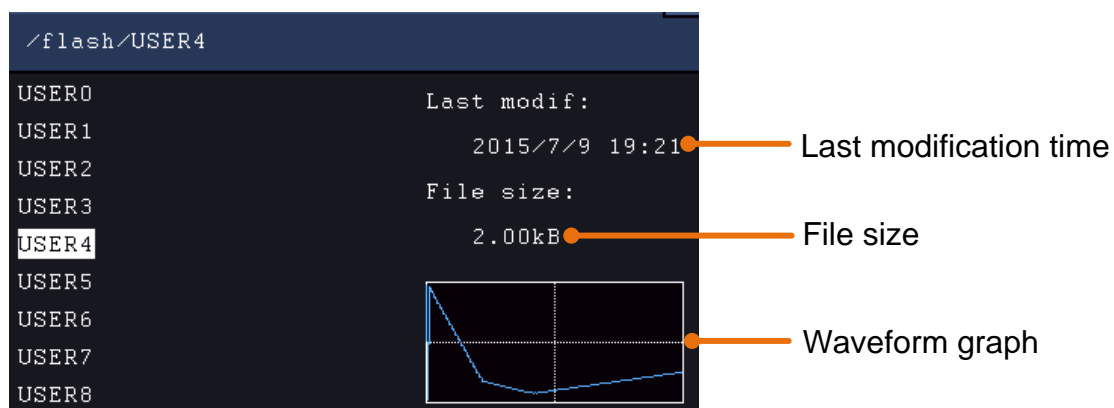 /flash/USER4
USER0
USER1
USER2
USER3
USER4
USER5
USER6
USER7
USER8
Last modif:
2015/7/9 19:21
File size:
2.00kB
Last modification time
File size
Waveform graph